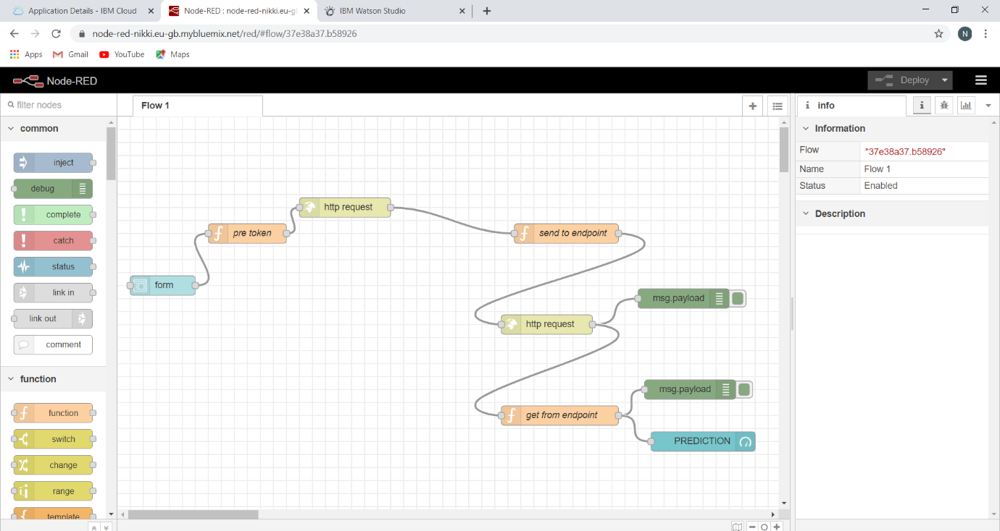 Application Details - IBM Cloud
Node-RED : node-red-nikki.eu-gb
IBM Watson Studio
node-red-nikki.eu-gb.mybluemix.net/red/#flow/37e38a37.b58926
N
Apps
Gmail
YouTube
Maps
Node-RED
Deploy
filter nodes
Flow 1
info
common
inject
debug
complete
catch
status
link in
link out
comment
function
function
switch
change
range
template
http request
pre token
send to endpoint
form
msg.payload
http request
msg.payload
get from endpoint
PREDICTION
Information
Flow "37e38a37.b58926"
Name Flow 1
Status Enabled
Description